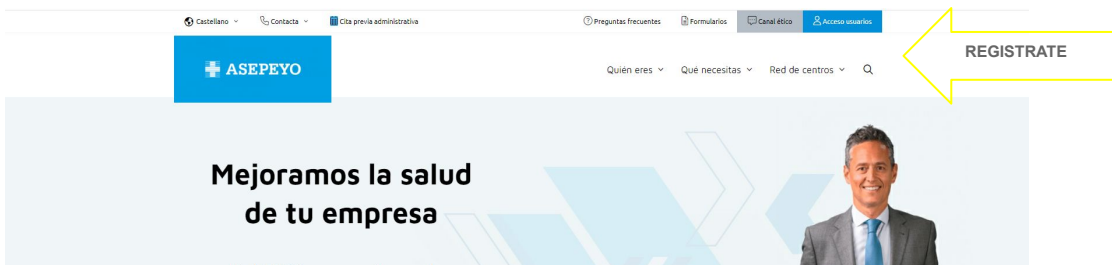 Castellano
Contacta
Cita previa administrativa
Preguntas frecuentes
Formularios
Canal ético
Acceso usuarios
ASEPEYO
Quién eres
Qué necesitas
Red de centros
REGISTRATE
Mejoramos la salud
de tu empresa